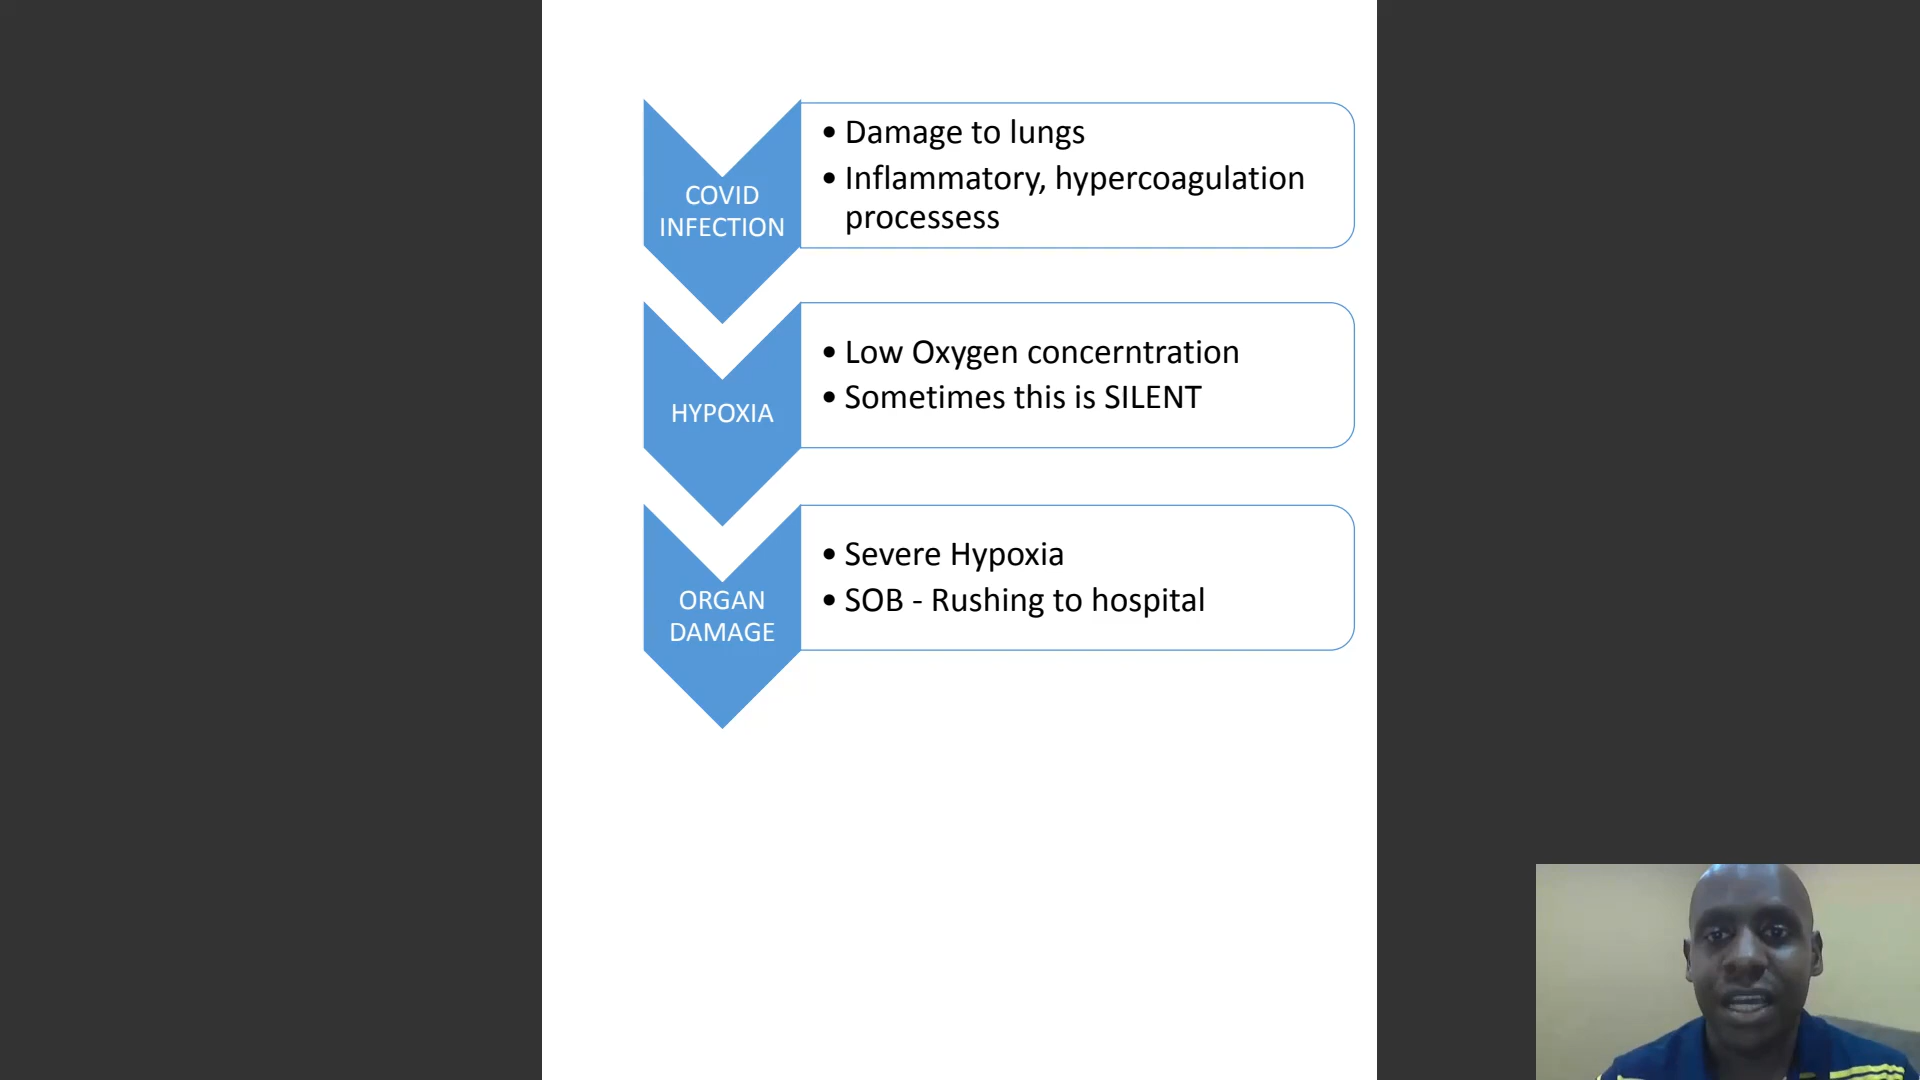 COVID
INFECTION
• Damage to lungs
• Inflammatory, hypercoagulation
processess
HYPOXIA
• Low Oxygen concerntration
• Sometimes this is SILENT
ORGAN
DAMAGE
• Severe Hypoxia
• SOB - Rushing to hospital